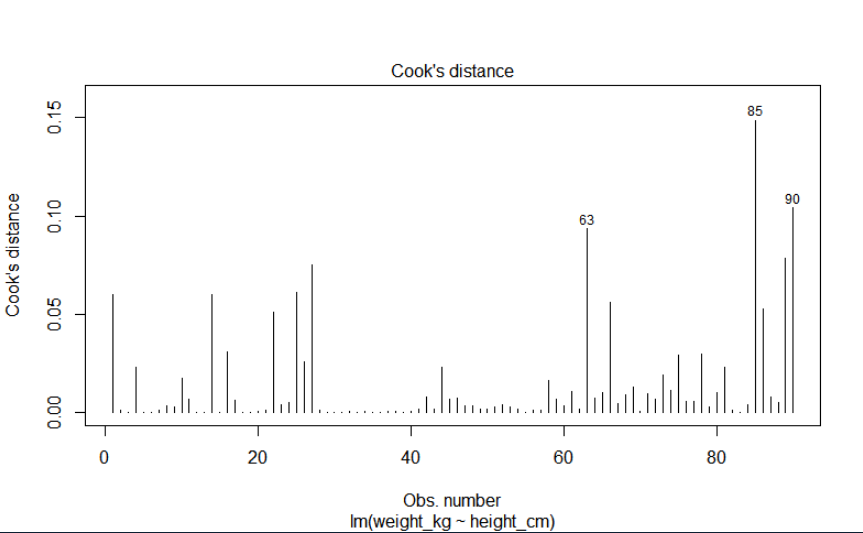 Cook's distance
Cook's distance
0.15
0.10
0.05
0.00
85
90
63
0 20 40 60 80
Obs. number
lm(weight_kg ~ height_cm)